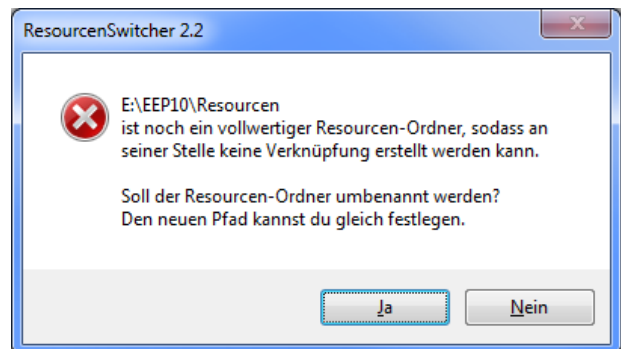 ResourcenSwitcher 2.2
E:\EEP10\Resourcen
ist noch ein vollwertiger Resourcen-Ordner, sodass an
seiner Stelle keine Verknüpfung erstellt werden kann.
Soll der Resourcen-Ordner umbenannt werden?
Den neuen Pfad kannst du gleich festlegen.
Ja
Nein